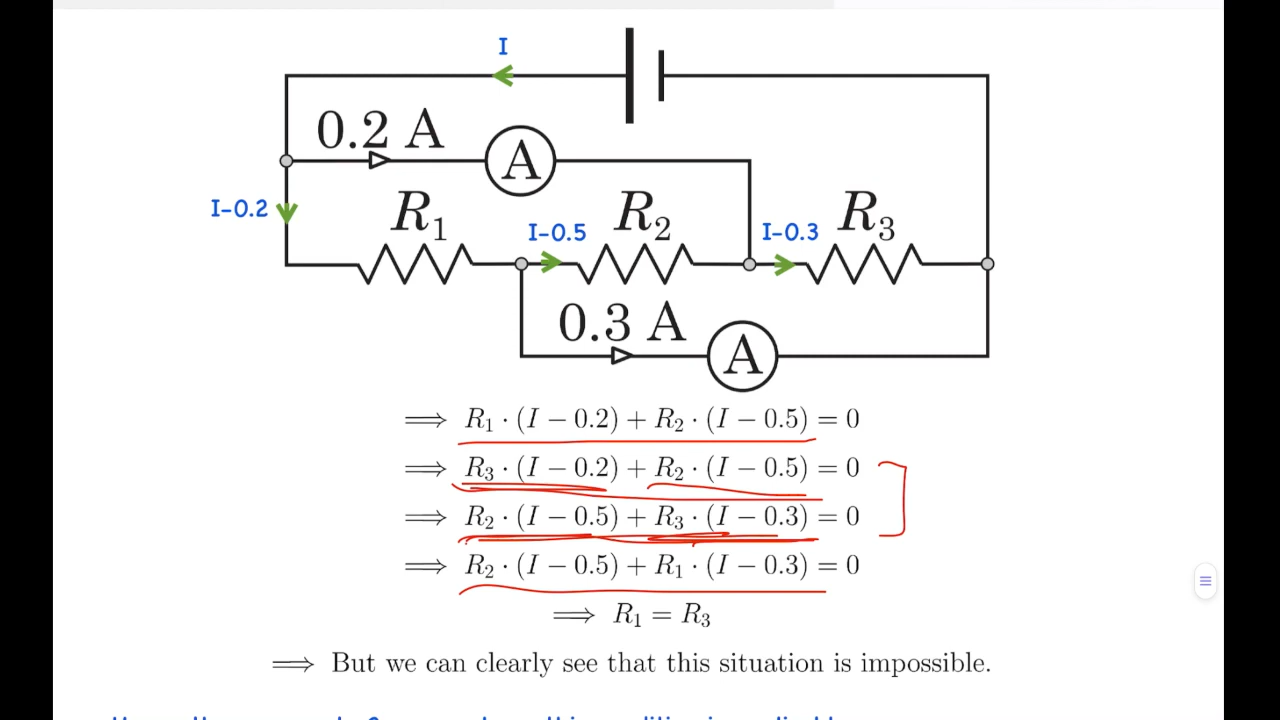 I
0.2 A
A
I-0.2
R₁
I-0.5
R₂
I-0.3
R₃
0.3 A
A
⟹ R₁ · (I − 0.2) + R₂ · (I − 0.5) = 0
⟹ R₃ · (I − 0.2) + R₂ · (I − 0.5) = 0
⟹ R₂ · (I − 0.5) + R₃ · (I − 0.3) = 0
⟹ R₂ · (I − 0.5) + R₁ · (I − 0.3) = 0
⟹ R₁ = R₃
⟹ But we can clearly see that this situation is impossible.